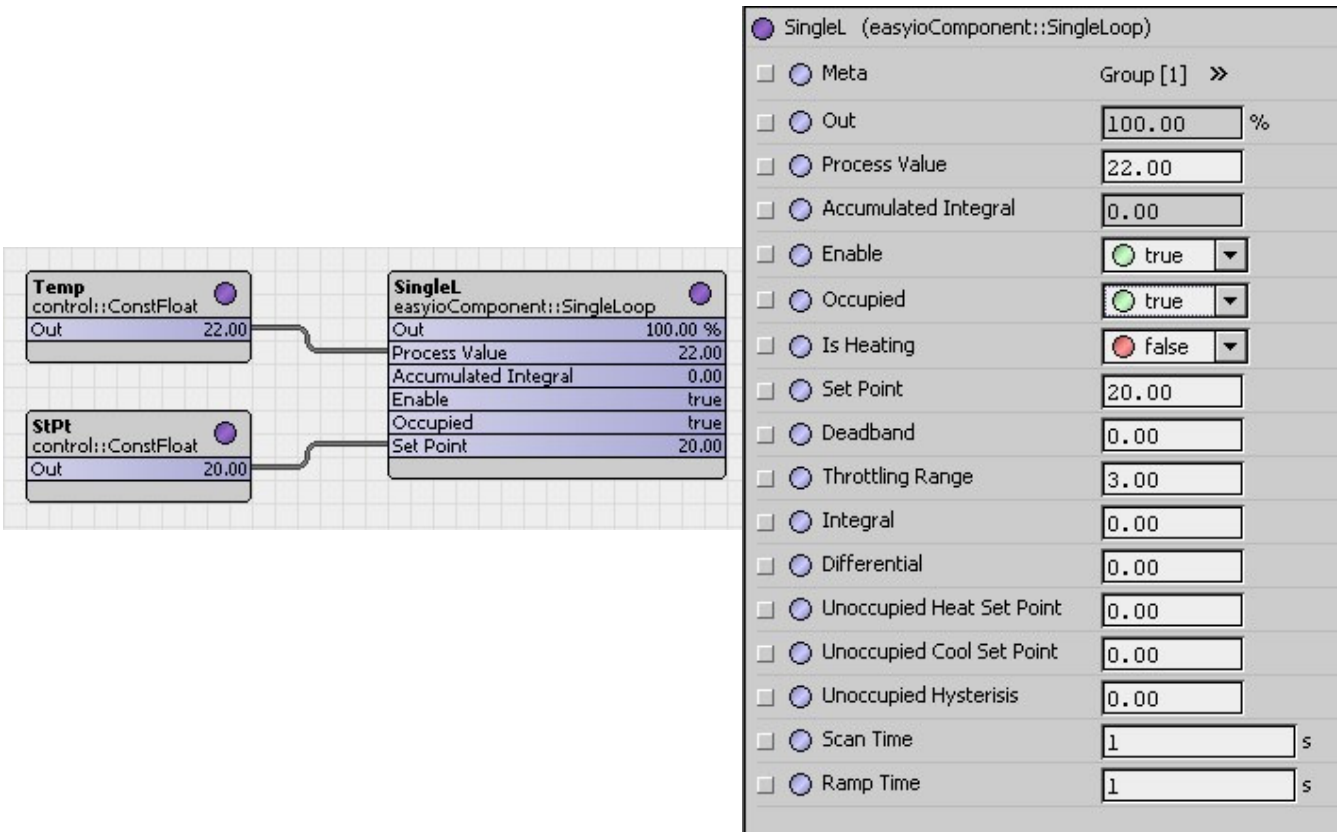 Temp
control::ConstFloat
Out 22.00
StPt
control::ConstFloat
Out 20.00
SingleL
easyioComponent::SingleLoop
Out 100.00 %
Process Value 22.00
Accumulated Integral 0.00
Enable true
Occupied true
Set Point 20.00
SingleL (easyioComponent::SingleLoop)
Meta Group [1] »
Out 100.00 %
Process Value 22.00
Accumulated Integral 0.00
Enable true
Occupied true
Is Heating false
Set Point 20.00
Deadband 0.00
Throttling Range 3.00
Integral 0.00
Differential 0.00
Unoccupied Heat Set Point 0.00
Unoccupied Cool Set Point 0.00
Unoccupied Hysterisis 0.00
Scan Time 1 s
Ramp Time 1 s